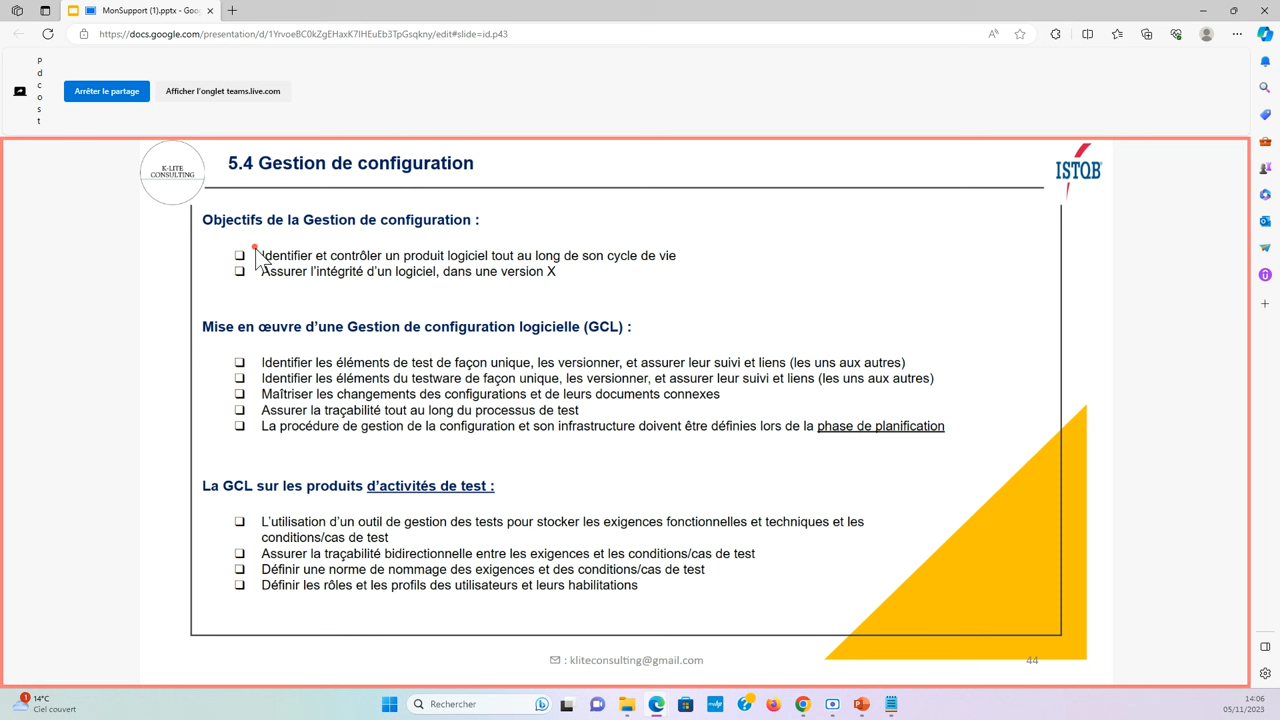 MonSupport (1).pptx - Goo
https://docs.google.com/presentation/d/1YrvoeBC0kZgEHaxK7IHEuEb3TpGsqkny/edit#slide=id.p43
P
d
c
o
s
t
Arrêter le partage
Afficher l'onglet teams.live.com
K-LITE
CONSULTING
5.4 Gestion de configuration
ISTQB
Objectifs de la Gestion de configuration :
❑ Identifier et contrôler un produit logiciel tout au long de son cycle de vie
❑ Assurer l’intégrité d’un logiciel, dans une version X
Mise en œuvre d’une Gestion de configuration logicielle (GCL) :
❑ Identifier les éléments de test de façon unique, les versionner, et assurer leur suivi et liens (les uns aux autres)
❑ Identifier les éléments du testware de façon unique, les versionner, et assurer leur suivi et liens (les uns aux autres)
❑ Maîtriser les changements des configurations et de leurs documents connexes
❑ Assurer la traçabilité tout au long du processus de test
❑ La procédure de gestion de la configuration et son infrastructure doivent être définies lors de la phase de planification
La GCL sur les produits d’activités de test :
❑ L’utilisation d’un outil de gestion des tests pour stocker les exigences fonctionnelles et techniques et les
conditions/cas de test
❑ Assurer la traçabilité bidirectionnelle entre les exigences et les conditions/cas de test
❑ Définir une norme de nommage des exigences et des conditions/cas de test
❑ Définir les rôles et les profils des utilisateurs et leurs habilitations
: kliteconsulting@gmail.com
44
1
14°C
Ciel couvert
Rechercher
14:06
05/11/2023